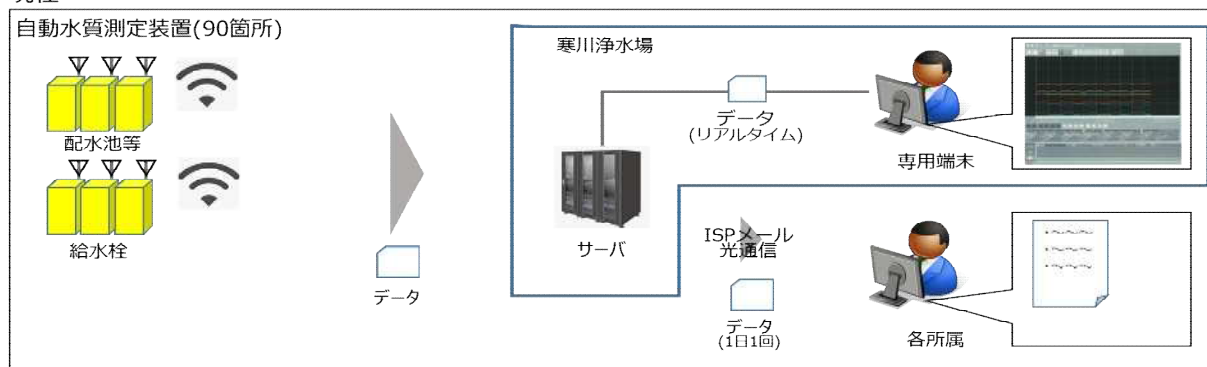 自動水質測定装置(90箇所)
配水池等
給水栓
データ
寒川浄水場
サーバ
データ
(リアルタイム)
専用端末
ISPメール
光通信
データ
(1日1回)
各所属